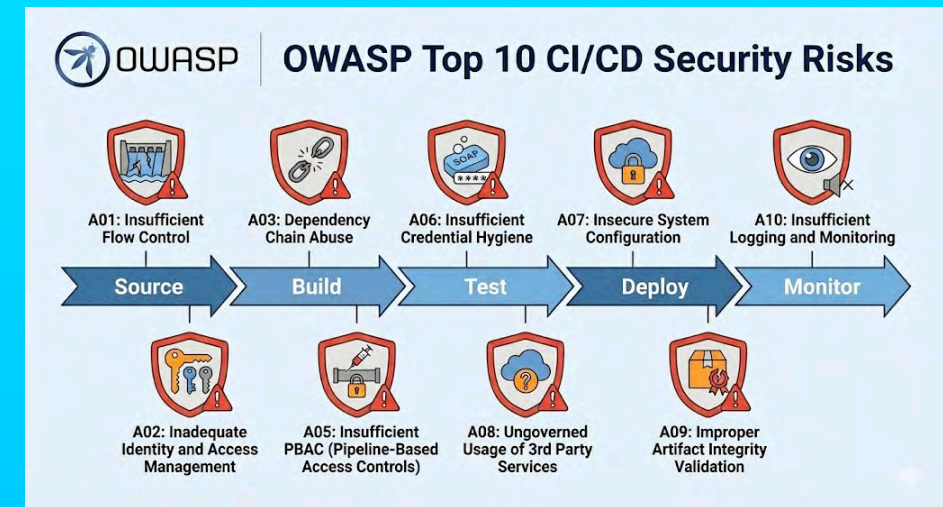 OWASP
OWASP Top 10 CI/CD Security Risks
SOAP
****
A01: Insufficient
Flow Control
A03: Dependency
Chain Abuse
A06: Insufficient
Credential Hygiene
A07: Insecure System
Configuration
A10: Insufficient
Logging and Monitoring
Source
Build
Test
Deploy
Monitor
?
A02: Inadequate
Identity and Access
Management
A05: Insufficient
PBAC (Pipeline-Based
Access Controls)
A08: Ungoverned
Usage of 3rd Party
Services
A09: Improper
Artifact Integrity
Validation